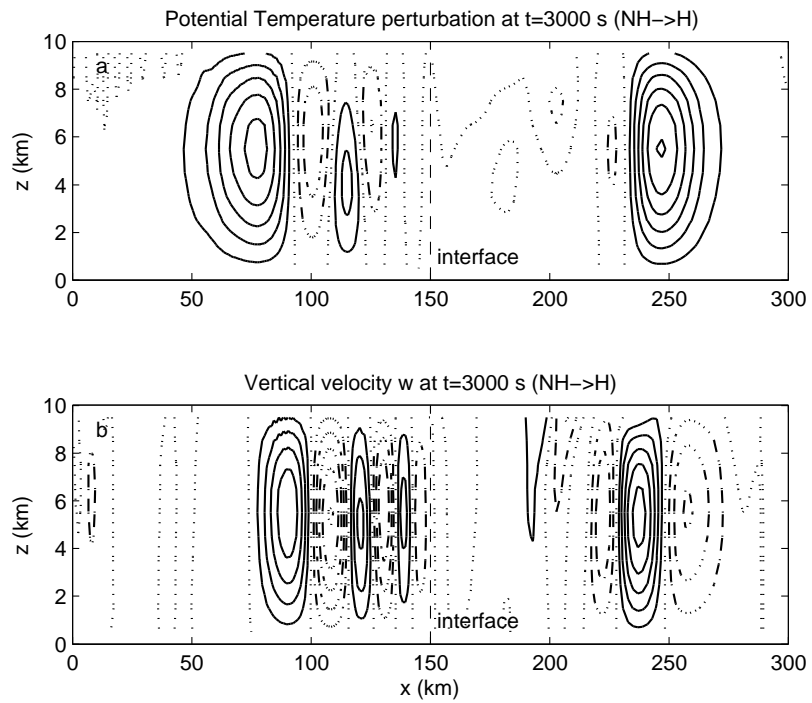 Potential Temperature perturbation at t=3000 s (NH->H)
10
a
8
6
z (km)
4
2
interface
0
0 50 100 150 200 250 300
Vertical velocity w at t=3000 s (NH->H)
10
b
8
6
z (km)
4
2
interface
0
0 50 100 150 200 250 300
x (km)